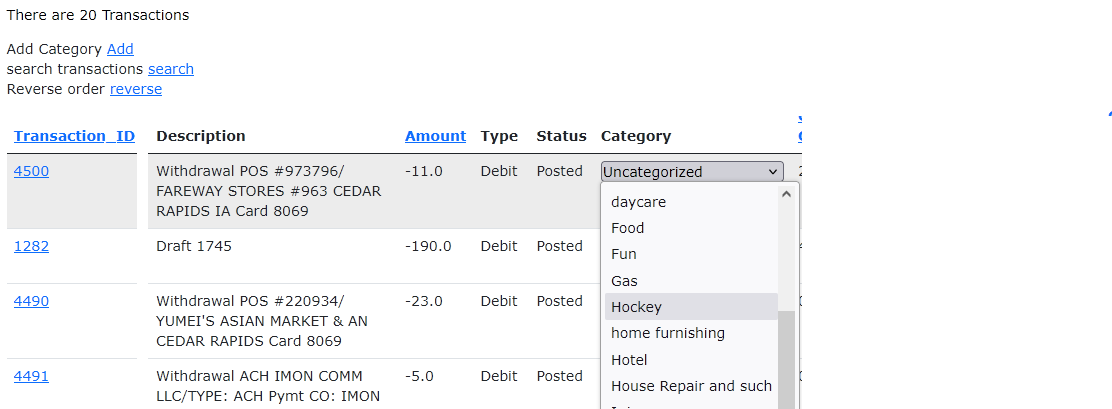 There are 20 Transactions
Add Category Add
search transactions search
Reverse order reverse
Transaction_ID Description Amount Type Status Category
4500 Withdrawal POS #973796/ -11.0 Debit Posted Uncategorized
FAREWAY STORES #963 CEDAR
RAPIDS IA Card 8069
daycare
Food
Fun
Gas
Hockey
home furnishing
Hotel
House Repair and such
1282 Draft 1745 -190.0 Debit Posted
4490 Withdrawal POS #220934/ -23.0 Debit Posted
YUMEI'S ASIAN MARKET & AN
CEDAR RAPIDS Card 8069
4491 Withdrawal ACH IMON COMM -5.0 Debit Posted
LLC/TYPE: ACH Pymt CO: IMON